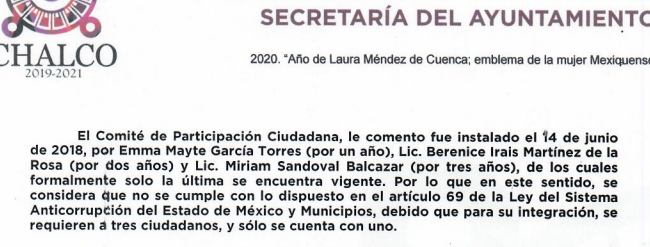 SECRETARÍA DEL AYUNTAMIENTO
CHALCO
2019-2021
2020. “Año de Laura Méndez de Cuenca; emblema de la mujer Mexiquense
El Comité de Participación Ciudadana, le comento fue instalado el 14 de junio
de 2018, por Emma Mayte García Torres (por un año), Lic. Berenice Irais Martínez de la
Rosa (por dos años) y Lic. Miriam Sandoval Balcazar (por tres años), de los cuales
formalmente solo la última se encuentra vigente. Por lo que en este sentido, se
considera que no se cumple con lo dispuesto en el artículo 69 de la Ley del Sistema
Anticorrupción del Estado de México y Municipios, debido que para su integración, se
requieren a tres ciudadanos, y sólo se cuenta con uno.